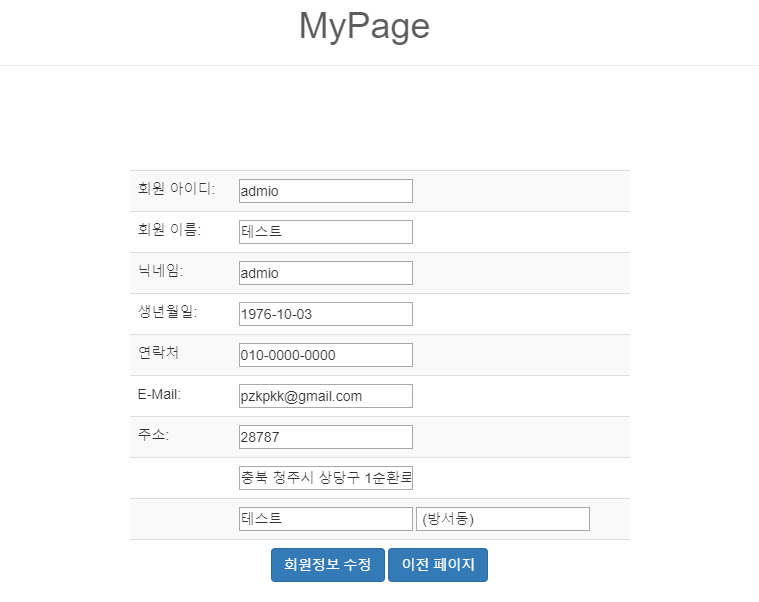 MyPage
회원 아이디: admio
회원 이름: 테스트
닉네임: admio
생년월일: 1976-10-03
연락처 010-0000-0000
E-Mail: pzkpkk@gmail.com
주소: 28787
충북 청주시 상당구 1순환로
테스트 (방서동)
회원정보 수정 이전 페이지